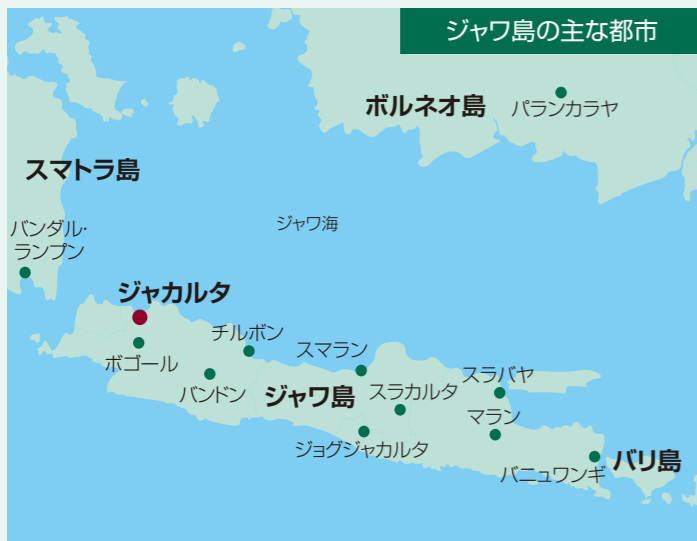 ジャワ島の主な都市
ボルネオ島
パランカラヤ
スマトラ島
バンダル・
ランプン
ジャワ海
ジャカルタ
チルボン
スマラン
ボゴール
バンドン
ジャワ島
スラカルタ
スラバヤ
マラン
ジョグジャカルタ
バニュワンギ
バリ島